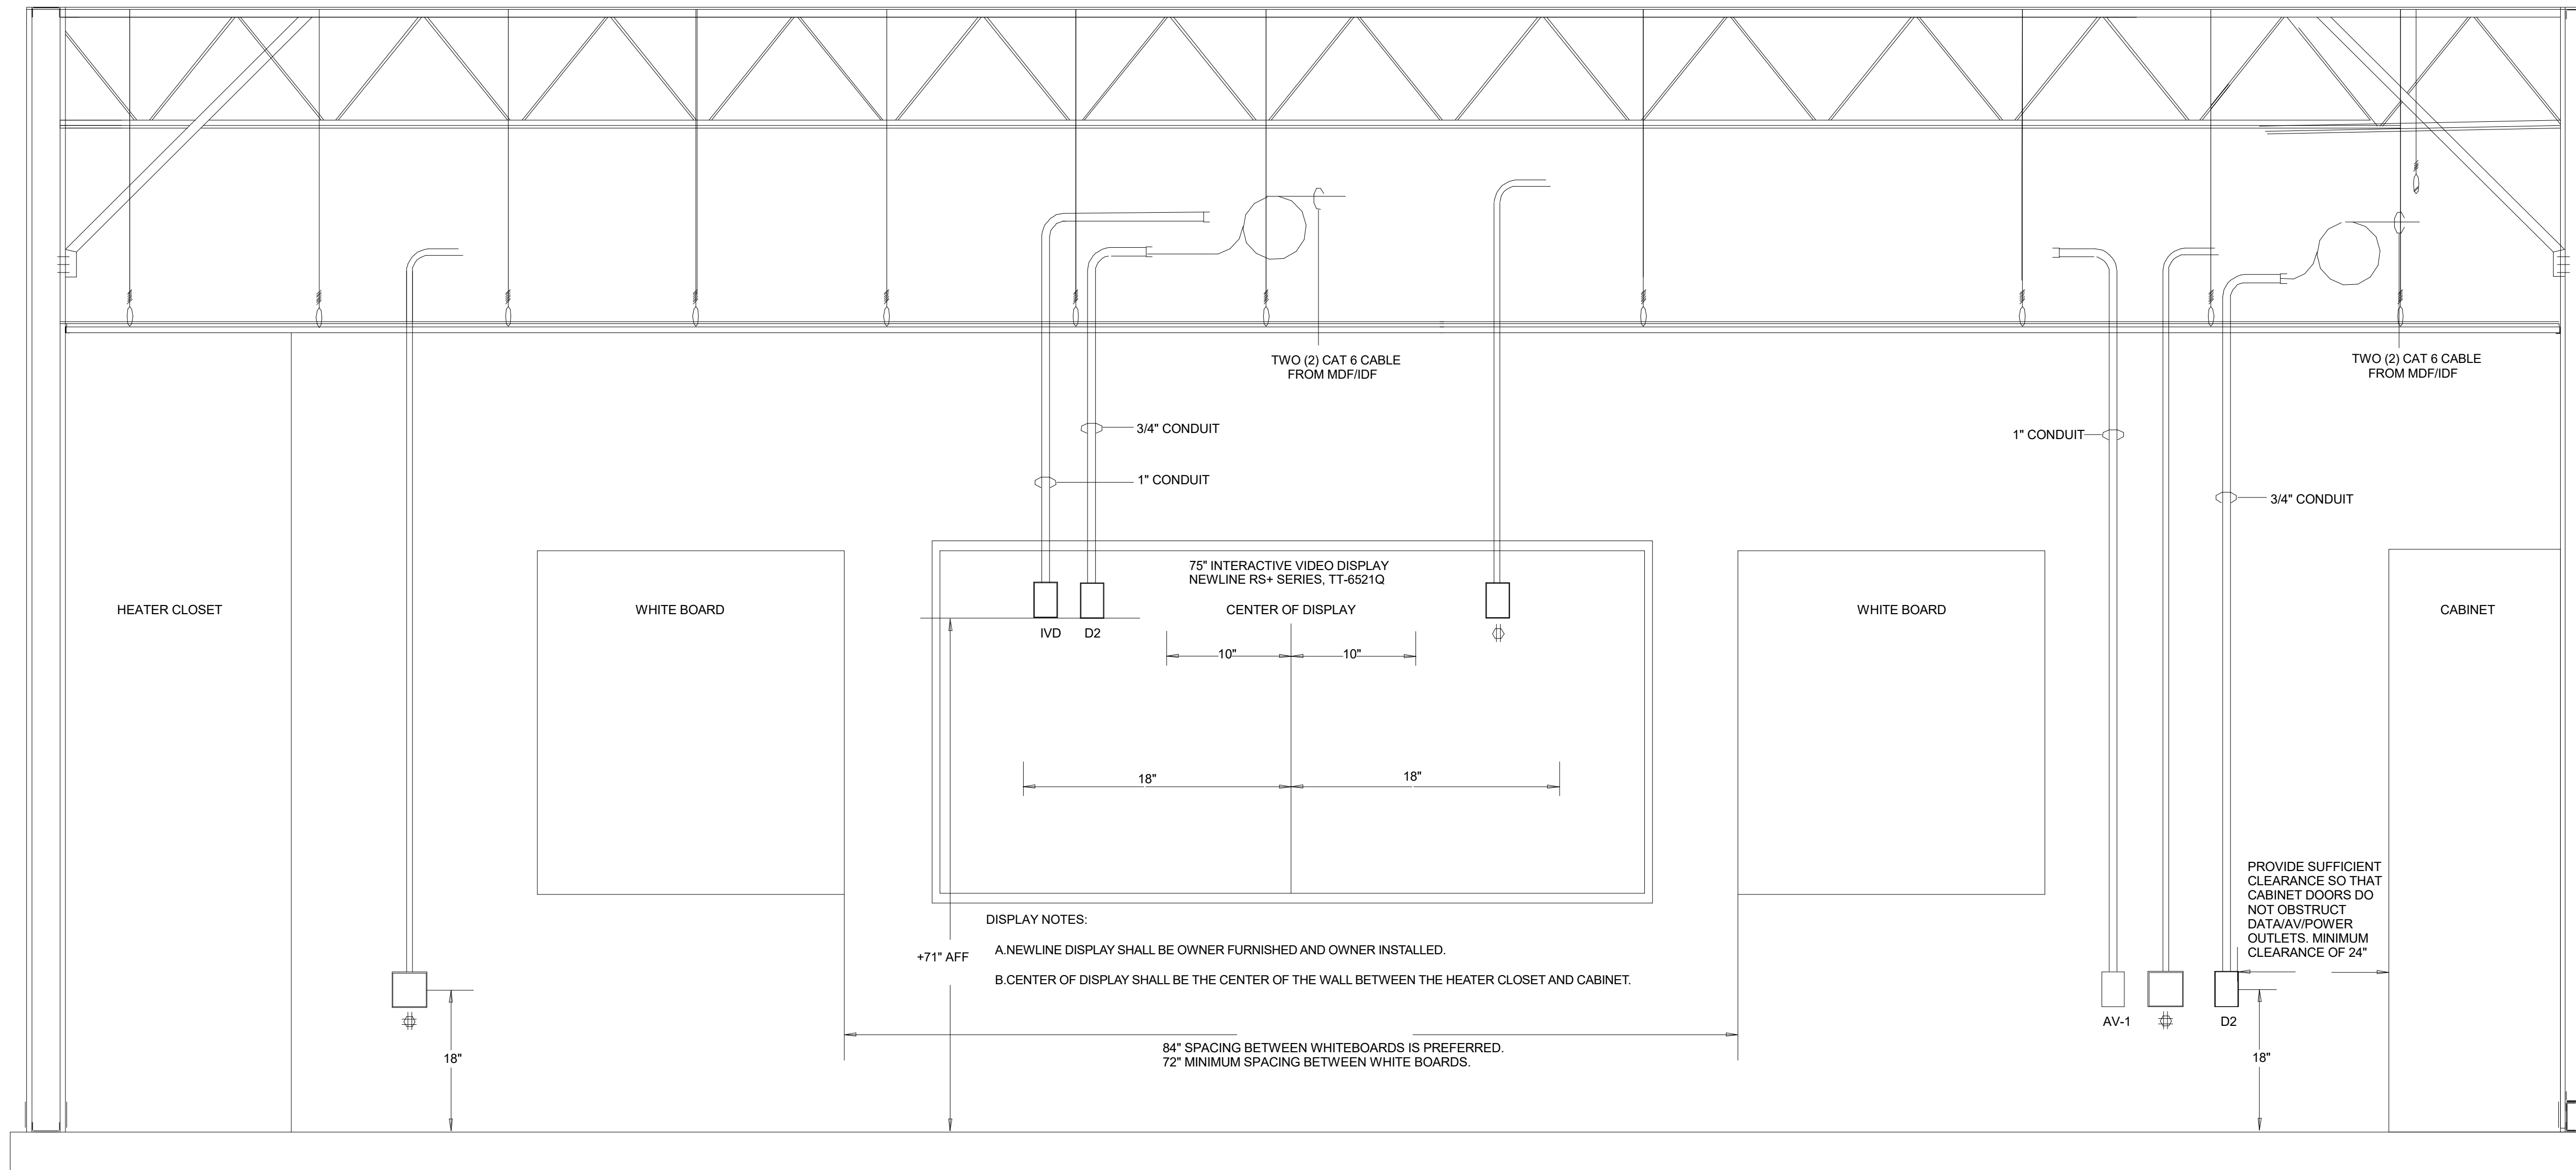 TWO (2) CAT 6 CABLE
FROM MDF/IDF
TWO (2) CAT 6 CABLE
FROM MDF/IDF
3/4" CONDUIT
1" CONDUIT
1" CONDUIT
3/4" CONDUIT
75" INTERACTIVE VIDEO DISPLAY
NEWLINE RS+ SERIES, TT-6521Q
HEATER CLOSET
WHITE BOARD
CENTER OF DISPLAY
WHITE BOARD
CABINET
IVD
D2
10"
10"
18"
18"
PROVIDE SUFFICIENT
CLEARANCE SO THAT
CABINET DOORS DO
NOT OBSTRUCT
DATA/AV/POWER
OUTLETS. MINIMUM
CLEARANCE OF 24"
DISPLAY NOTES:
A.NEWLINE DISPLAY SHALL BE OWNER FURNISHED AND OWNER INSTALLED.
+71" AFF
B.CENTER OF DISPLAY SHALL BE THE CENTER OF THE WALL BETWEEN THE HEATER CLOSET AND CABINET.
AV-1
D2
84" SPACING BETWEEN WHITEBOARDS IS PREFERRED.
72" MINIMUM SPACING BETWEEN WHITE BOARDS.
18"
18"